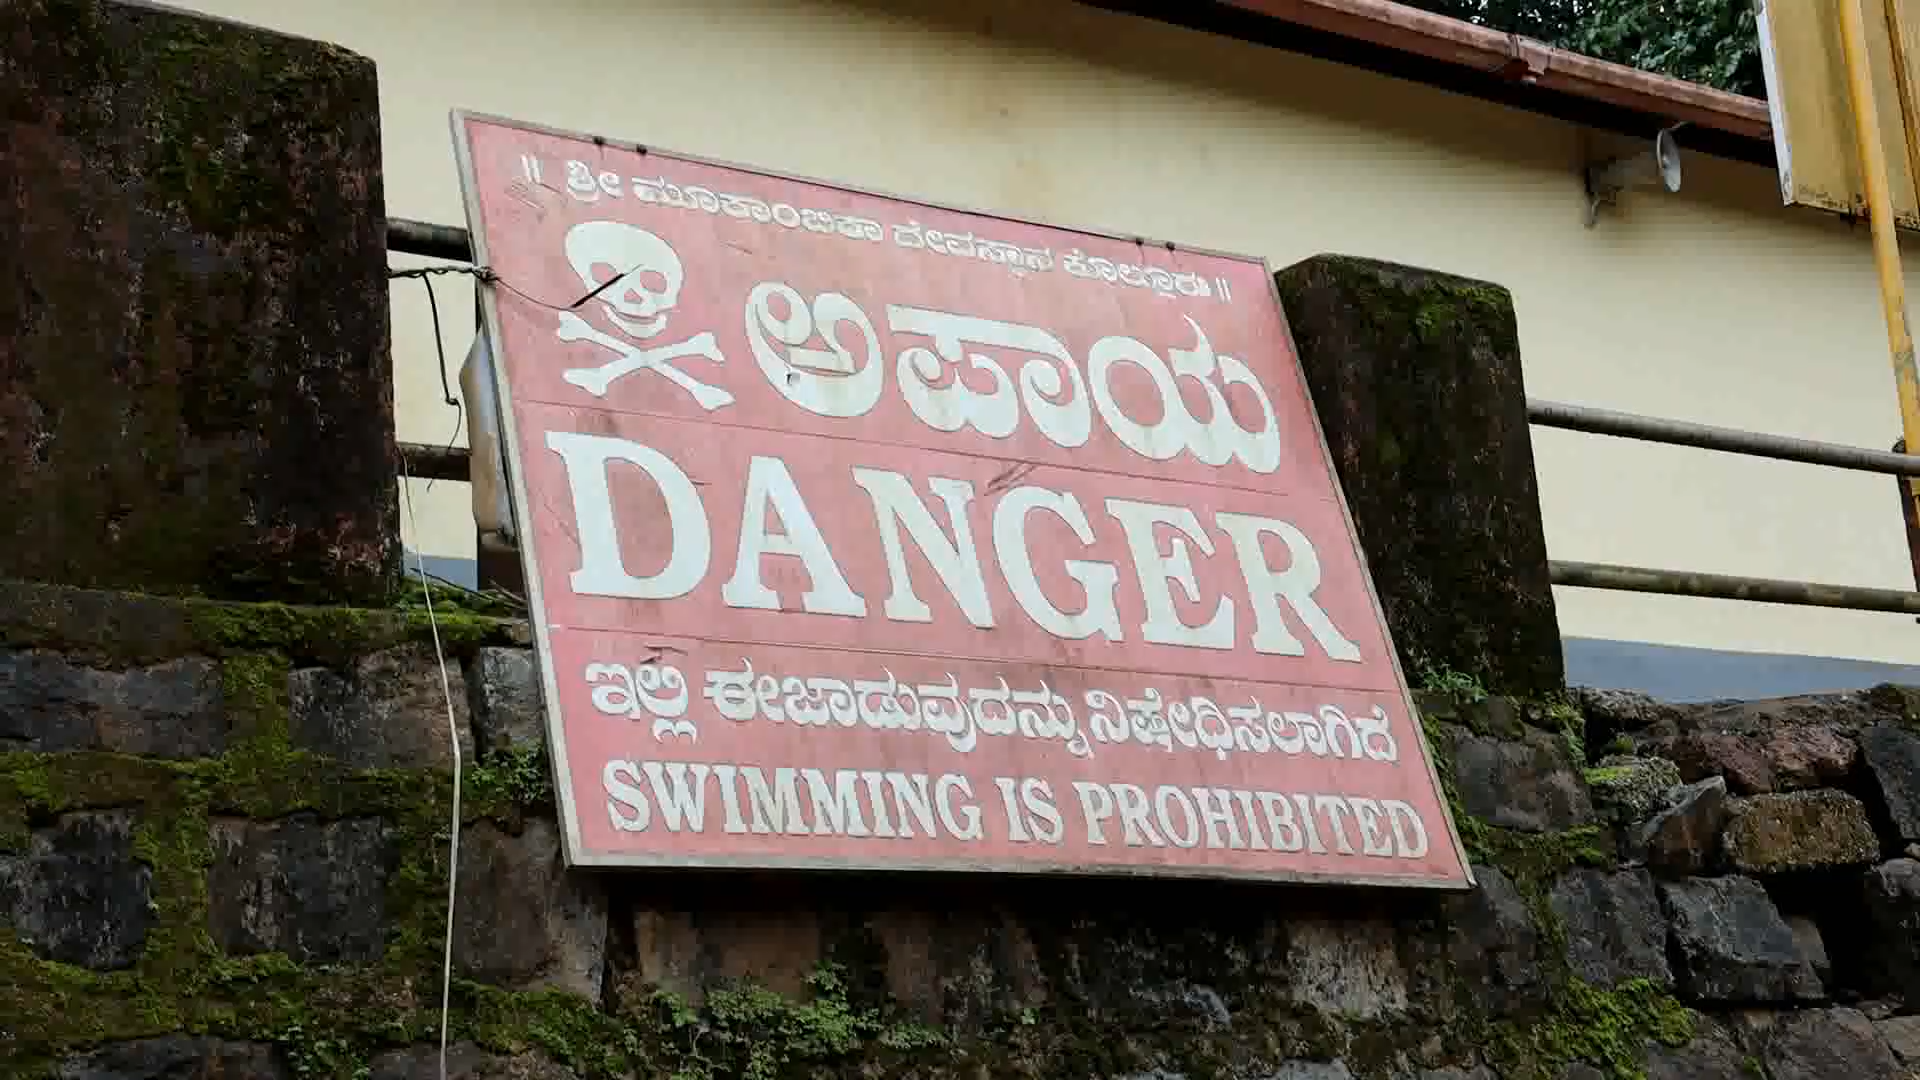 ॥ ಶ್ರೀ ಮೂಕಾಂಬಿಕಾ ದೇವಸ್ಥಾನ ಕೊಲ್ಲೂರು ॥
ಅಪಾಯ
DANGER
ಇಲ್ಲಿ ಈಜಾಡುವುದನ್ನು ನಿಷೇಧಿಸಲಾಗಿದೆ
SWIMMING IS PROHIBITED